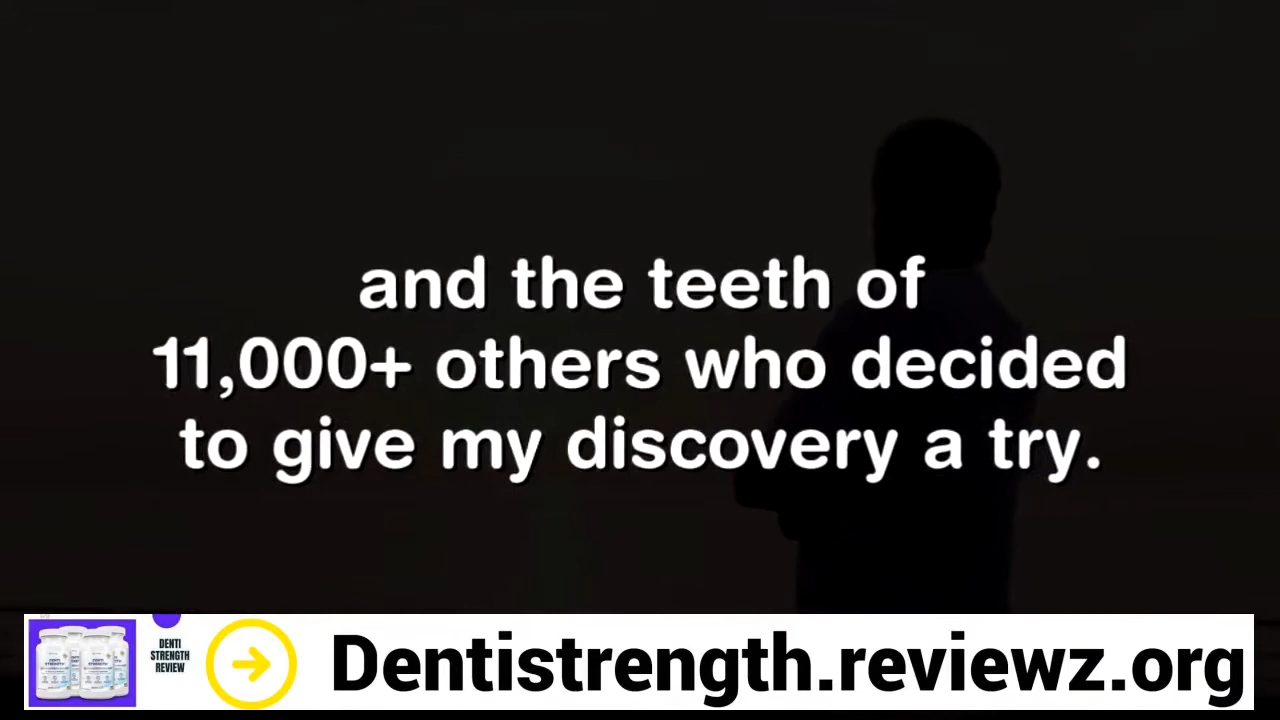 and the teeth of
11,000+ others who decided
to give my discovery a try.
DENTI
STRENGTH
REVIEW
Dentistrength.reviewz.org